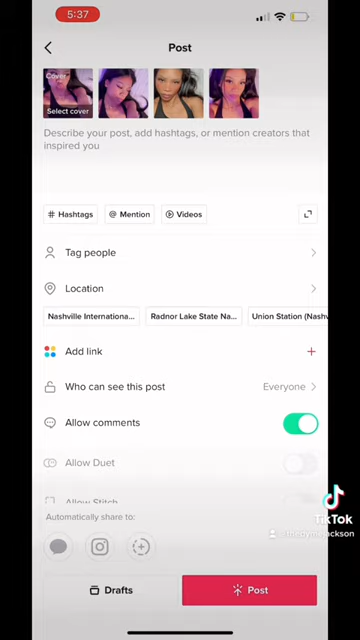 5:37
Post
Cover
Select cover
Describe your post, add hashtags, or mention creators that
inspired you
# Hashtags
@ Mention
Videos
Tag people
Location
Nashville Internationa...
Radnor Lake State Na...
Union Station (Nashv
Add link
Who can see this post
Everyone
Allow comments
Allow Duet
Allow Stitch
Automatically share to:
TikTok
Drafts
Post